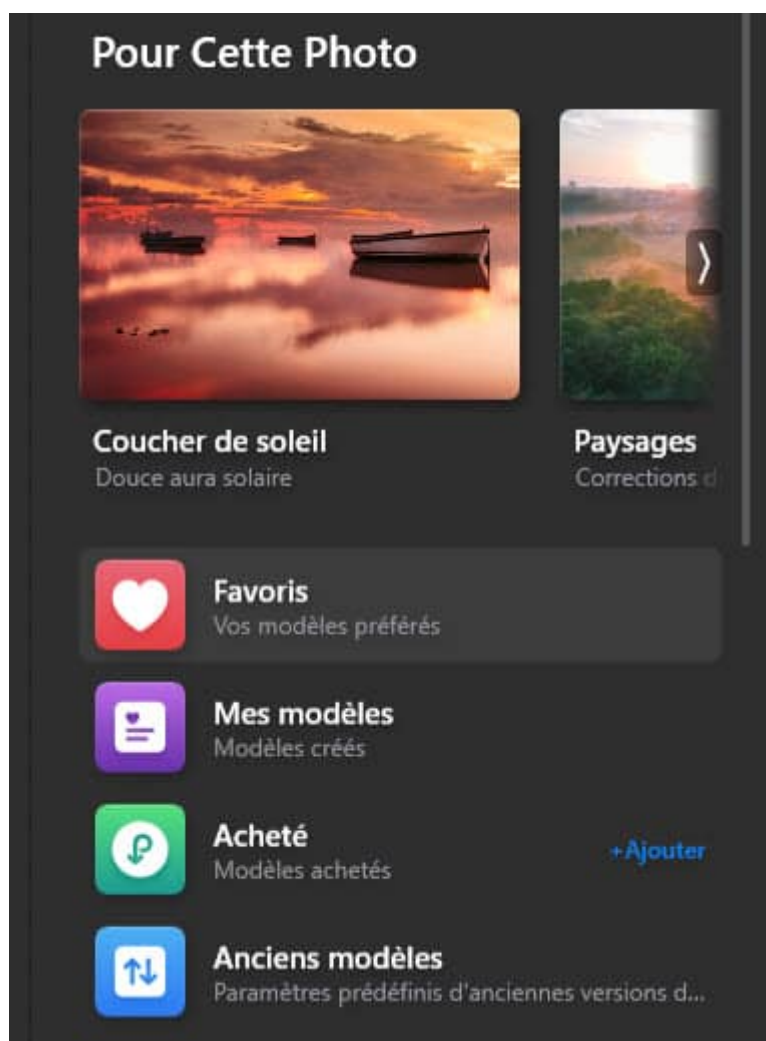 Pour Cette Photo
Coucher de soleil
Douce aura solaire
Paysages
Corrections
Favoris
Vos modèles préférés
Mes modèles
Modèles créés
Acheté
Modèles achetés
+Ajouter
Anciens modèles
Paramètres prédéfinis d'anciennes versions d...